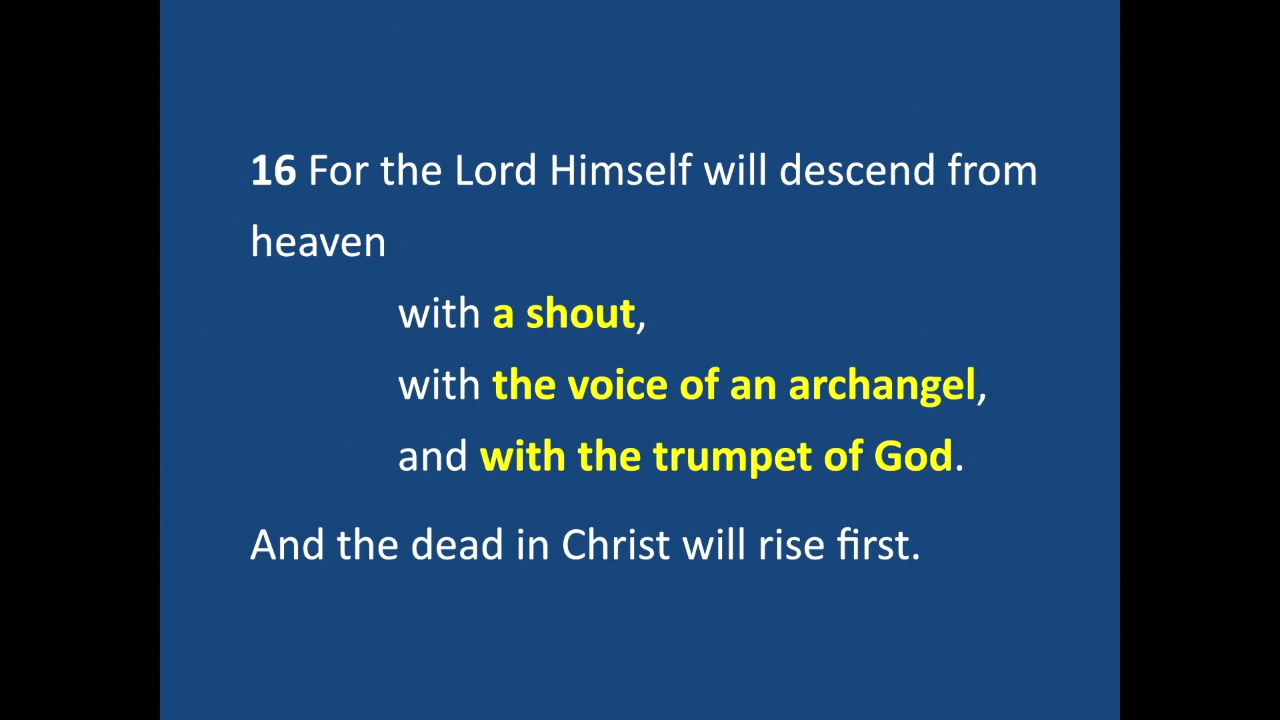 16 For the Lord Himself will descend from
heaven
with a shout,
with the voice of an archangel,
and with the trumpet of God.
And the dead in Christ will rise first.